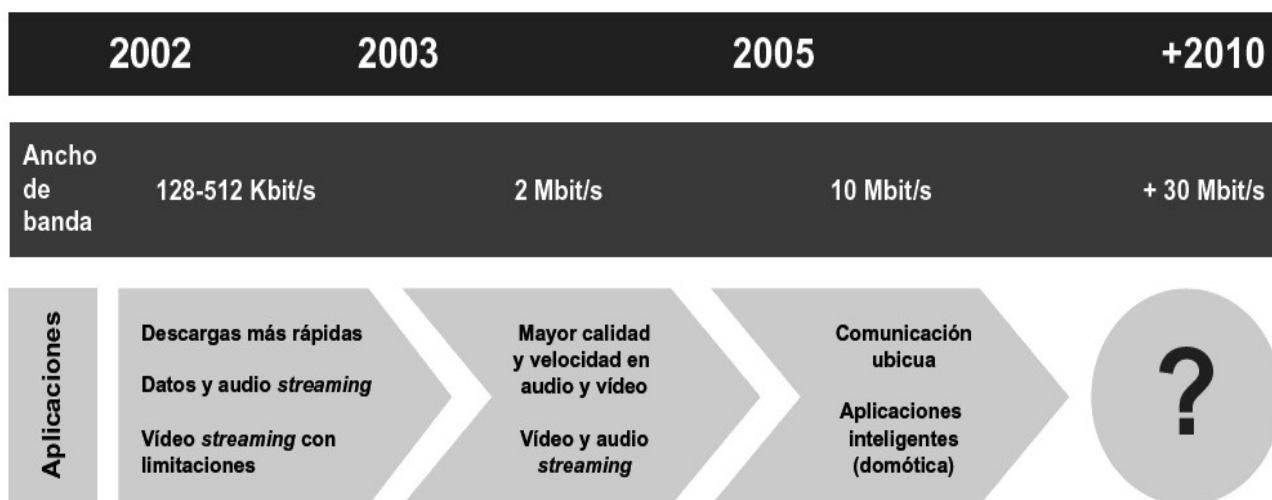 2002 2003 2005 +2010
Ancho
de
banda
128-512 Kbit/s 2 Mbit/s 10 Mbit/s + 30 Mbit/s
Aplicaciones
Descargas más rápidas
Datos y audio streaming
Vídeo streaming con
limitaciones
Mayor calidad
y velocidad en
audio y vídeo
Vídeo y audio
streaming
Comunicación
ubicua
Aplicaciones
inteligentes
(domótica)
?